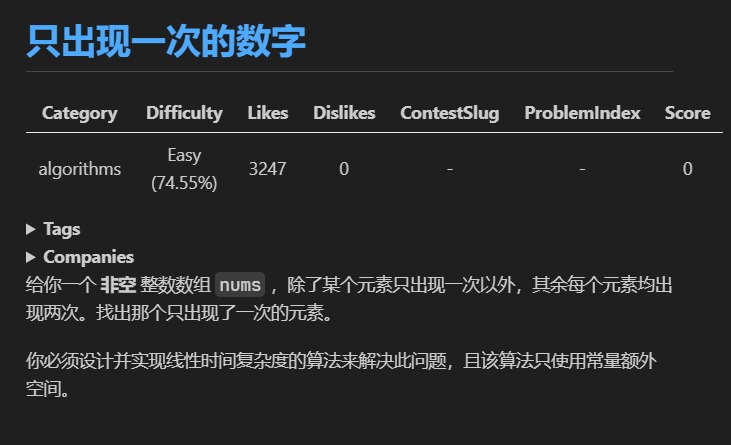 只出现一次的数字
Category Difficulty Likes Dislikes ContestSlug ProblemIndex Score
algorithms Easy (74.55%) 3247 0 - - 0
▶ Tags
▶ Companies
给你一个 非空 整数数组 nums ，除了某个元素只出现一次以外，其余每个元素均出
现两次。找出那个只出现了一次的元素。
你必须设计并实现线性时间复杂度的算法来解决此问题，且该算法只使用常量额外
空间。